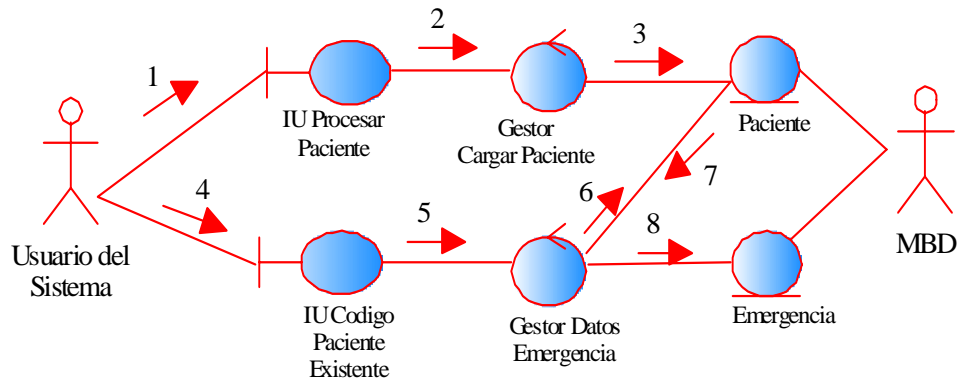 1
2
3
IU Procesar
Paciente
Gestor
Cargar Paciente
Paciente
4
5
6
7
8
Usuario del
Sistema
MBD
IU Codigo
Paciente
Existente
Gestor Datos
Emergencia
Emergencia